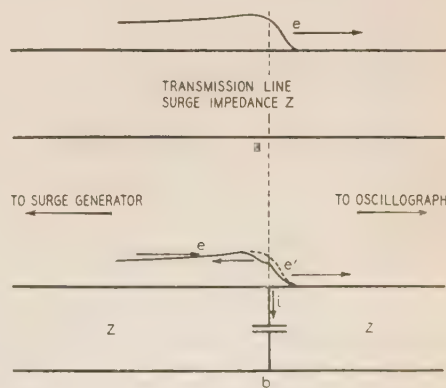 e
TRANSMISSION LINE
SURGE IMPEDANCE Z
a
TO SURGE GENERATOR
TO OSCILLOGRAPH
e
e'
i
Z
Z
b